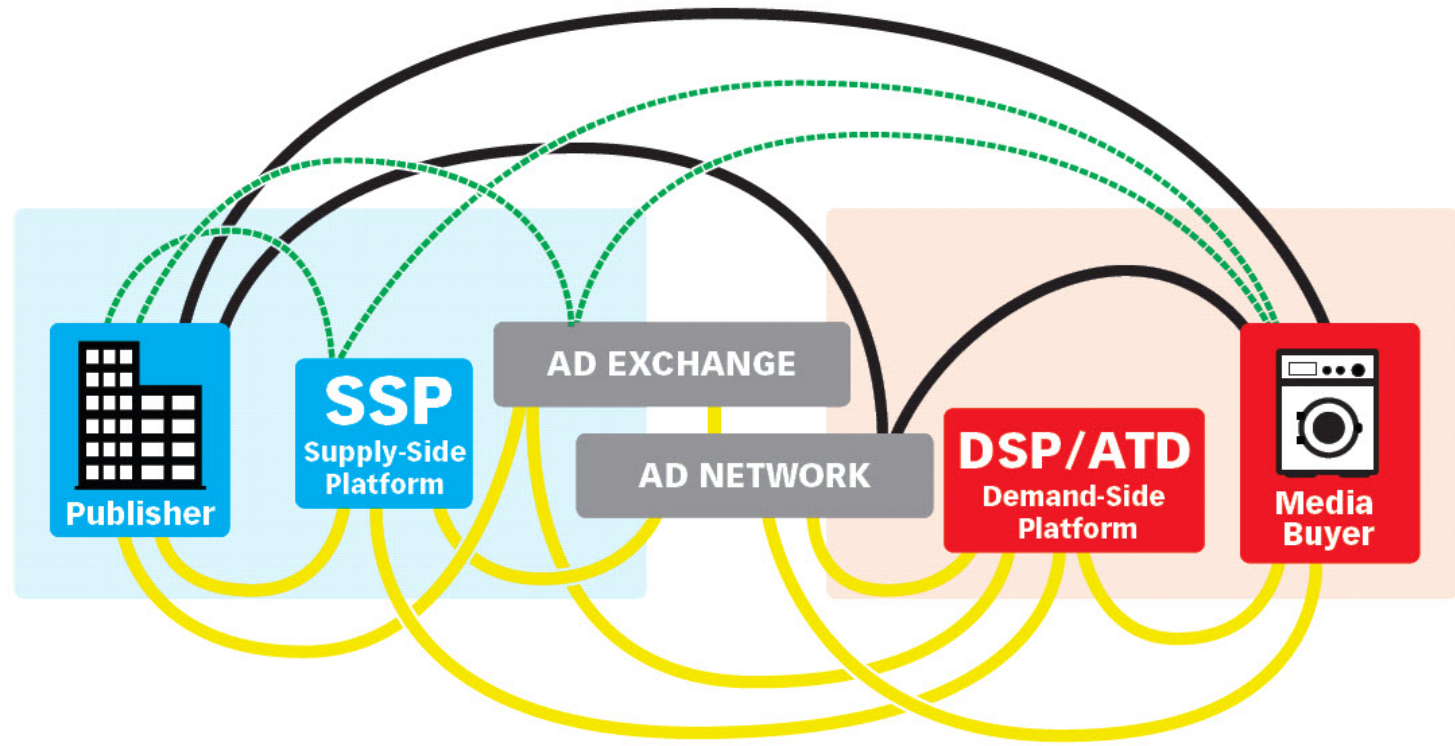 Publisher
SSP
Supply-Side
Platform
AD EXCHANGE
AD NETWORK
DSP/ATD
Demand-Side
Platform
Media
Buyer